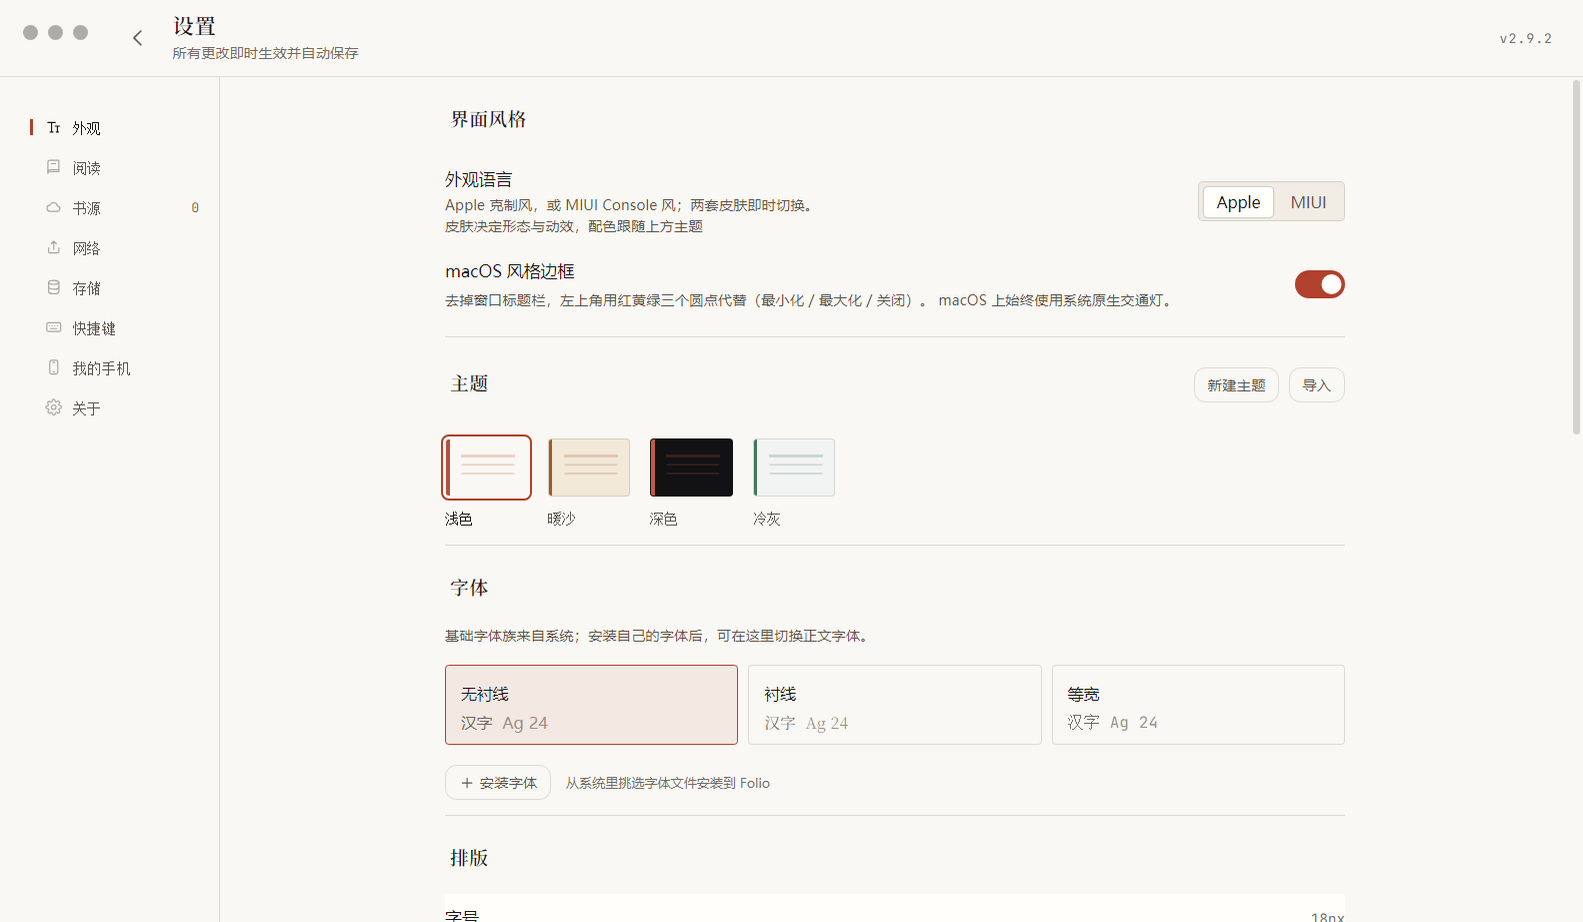 设置
所有更改即时生效并自动保存
v2.9.2
外观
阅读
书源 0
网络
存储
快捷键
我的手机
关于
界面风格
外观语言
Apple 克制风，或 MIUI Console 风；两套皮肤即时切换。
皮肤决定形态与动效，配色跟随上方主题
Apple MIUI
macOS 风格边框
去掉窗口标题栏，左上角用红黄绿三个圆点代替（最小化 / 最大化 / 关闭）。 macOS 上始终使用系统原生交通灯。
主题
新建主题 导入
浅色 暖沙 深色 冷灰
字体
基础字体族来自系统；安装自己的字体后，可在这里切换正文字体。
无衬线
汉字 Ag 24
衬线
汉字 Ag 24
等宽
汉字 Ag 24
+ 安装字体 从系统里挑选字体文件安装到 Folio
排版
字号 18px